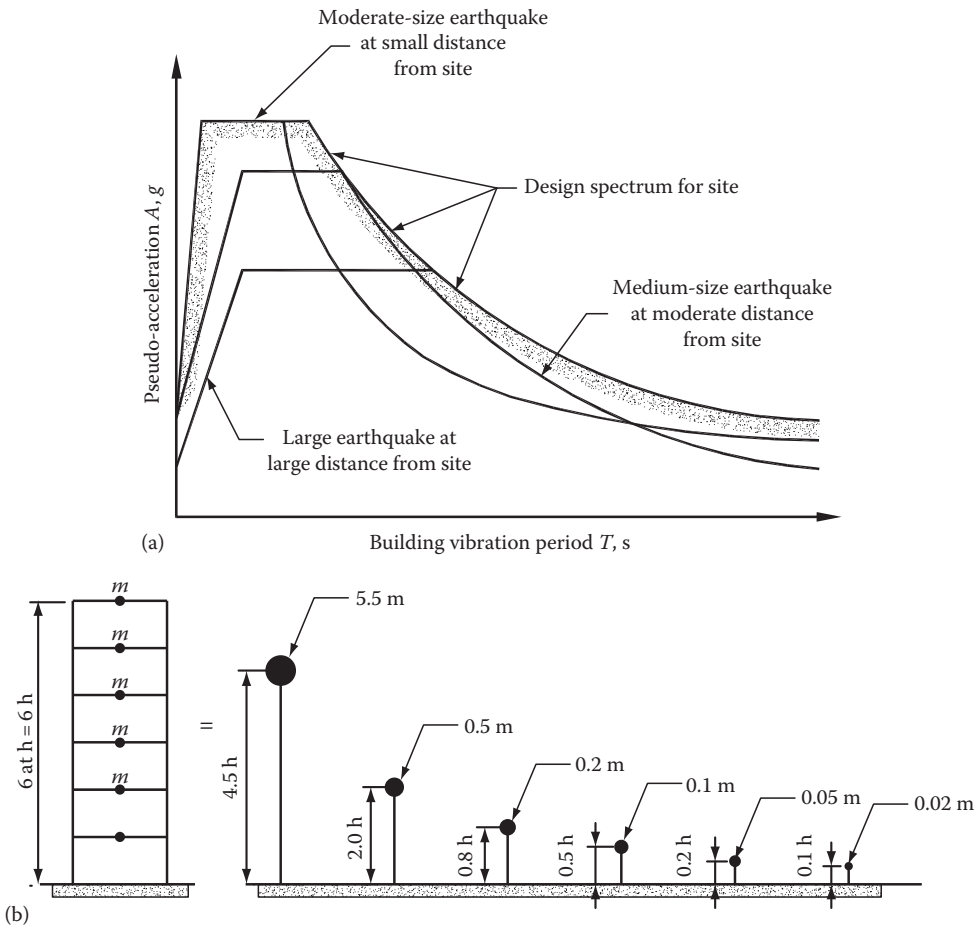 Moderate-size earthquake
at small distance
from site
Pseudo-acceleration A, g
Design spectrum for site
Medium-size earthquake
at moderate distance
from site
Large earthquake at
large distance from site
(a)
Building vibration period T, s
m
m
m
m
m
6 at h = 6 h
=
5.5 m
4.5 h
0.5 m
2.0 h
0.2 m
0.8 h
0.1 m
0.5 h
0.05 m
0.2 h
0.02 m
0.1 h
(b)